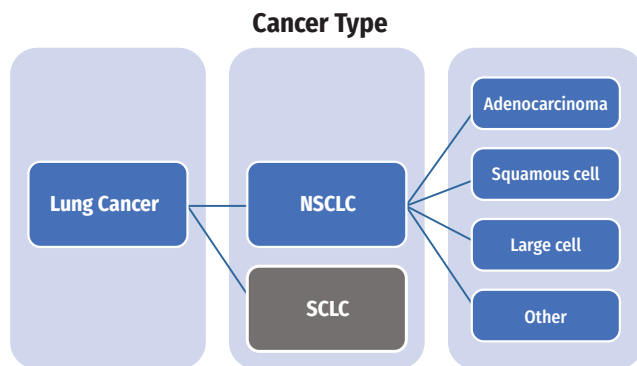 Cancer Type
Lung Cancer
NSCLC
SCLC
Adenocarcinoma
Squamous cell
Large cell
Other